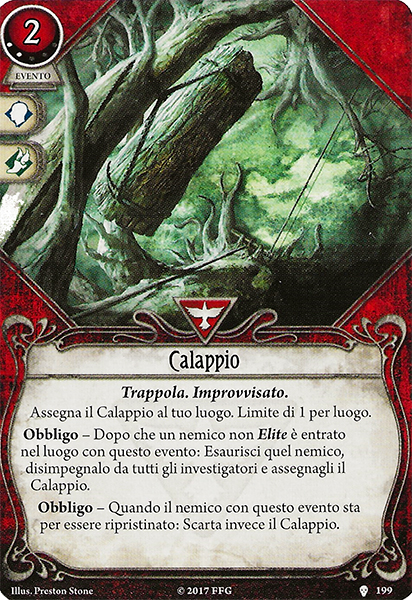 2
EVENTO
Calappio
Trappola. Improvvisato.
Assegna il Calappio al tuo luogo. Limite di 1 per luogo.
Obbligo – Dopo che un nemico non Elite è entrato
nel luogo con questo evento: Esaurisci quel nemico,
disimpegnalo da tutti gli investigatori e assegnagli il
Calappio.
Obbligo – Quando il nemico con questo evento sta
per essere ripristinato: Scarta invece il Calappio.
Illus. Preston Stone
© 2017 FFG
199